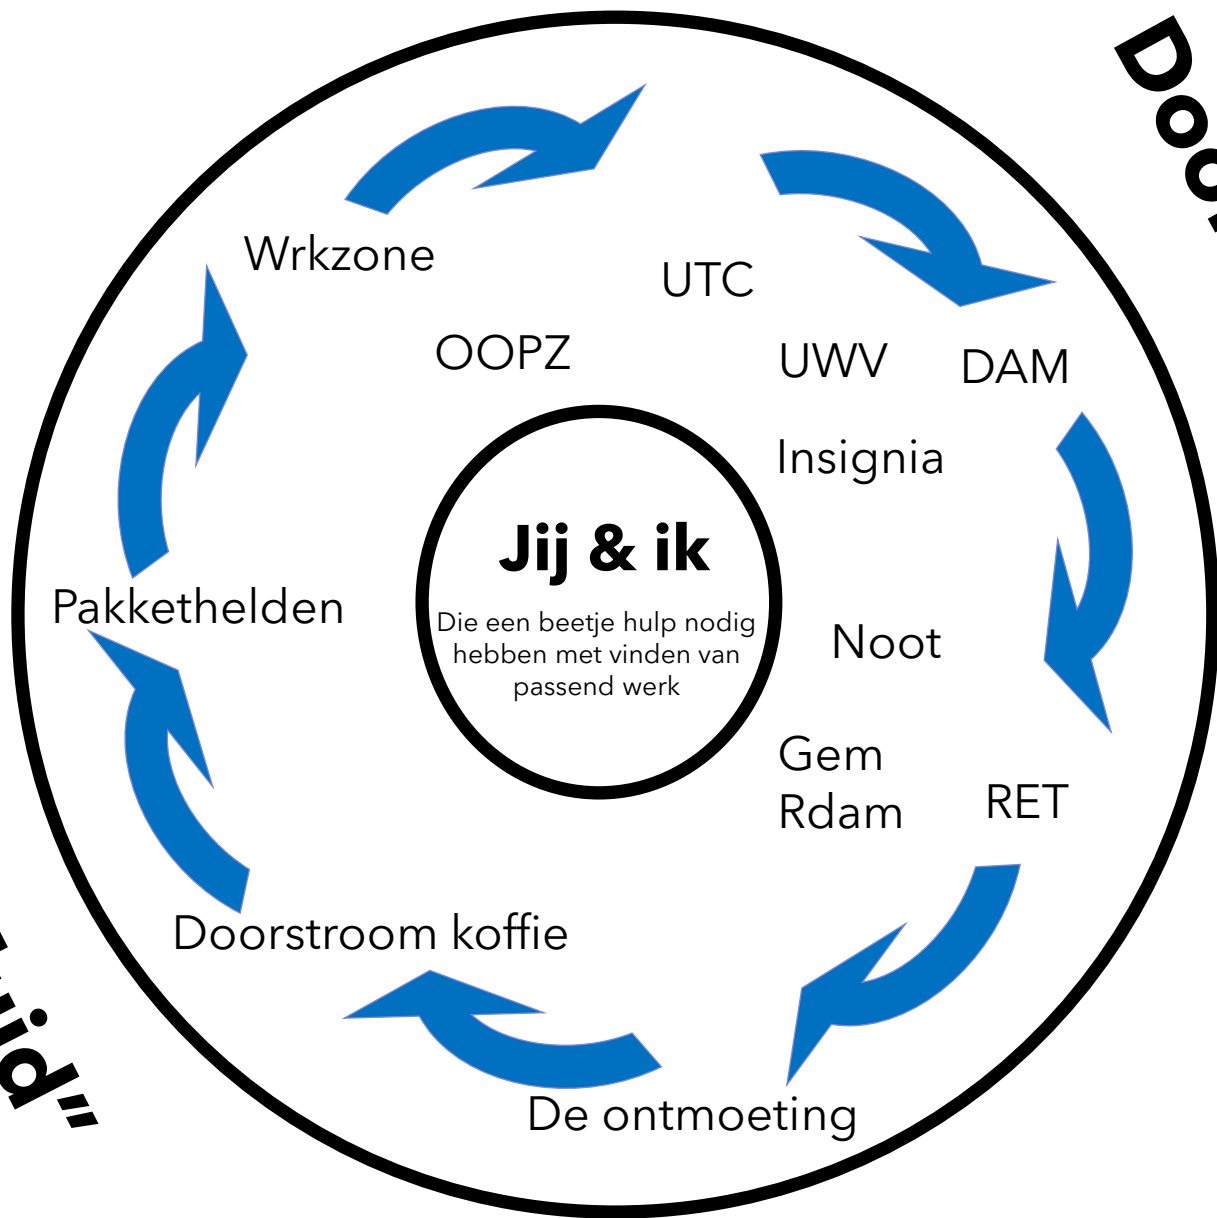 Wrkzone
UTC
OOPZ
UWV
DAM
Insignia
Jij & ik
Die een beetje hulp nodig
hebben met vinden van
passend werk
Pakkethelden
Noot
Gem
Rdam
RET
Doorstroom koffie
De ontmoeting